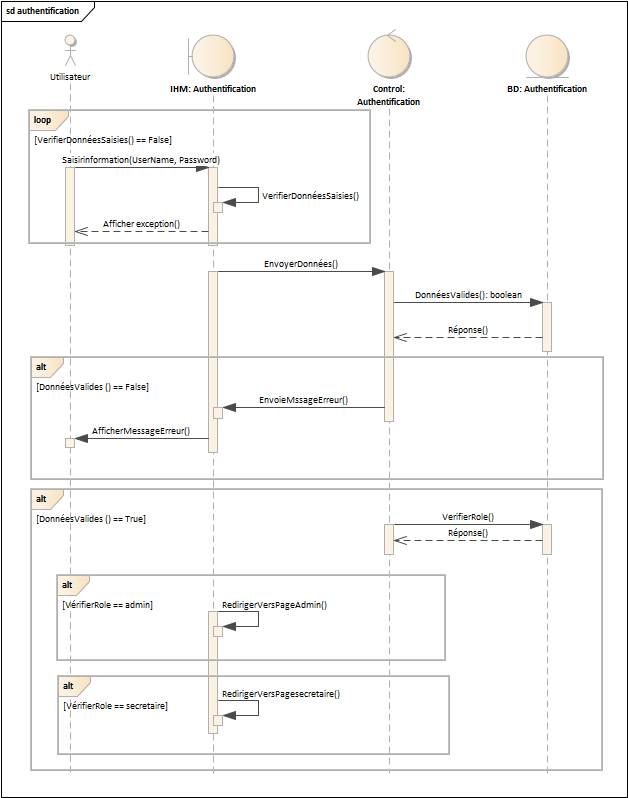 sd authentification
Utilisateur
IHM: Authentification
Control:
Authentification
BD: Authentification
loop
[VerifierDonnéesSaisies() == False]
Saisirinformation(UserName, Password)
VerifierDonnéesSaisies()
Afficher exception()
EnvoyerDonnées()
DonnéesValides(): boolean
Réponse()
alt
[DonnéesValides () == False]
EnvoieMssageErreur()
AfficherMessageErreur()
alt
[DonnéesValides () == True]
VerifierRole()
Réponse()
alt
[VérifierRole == admin]
RedirigerVersPageAdmin()
alt
[VérifierRole == secretaire]
RedirigerVersPagesecretaire()